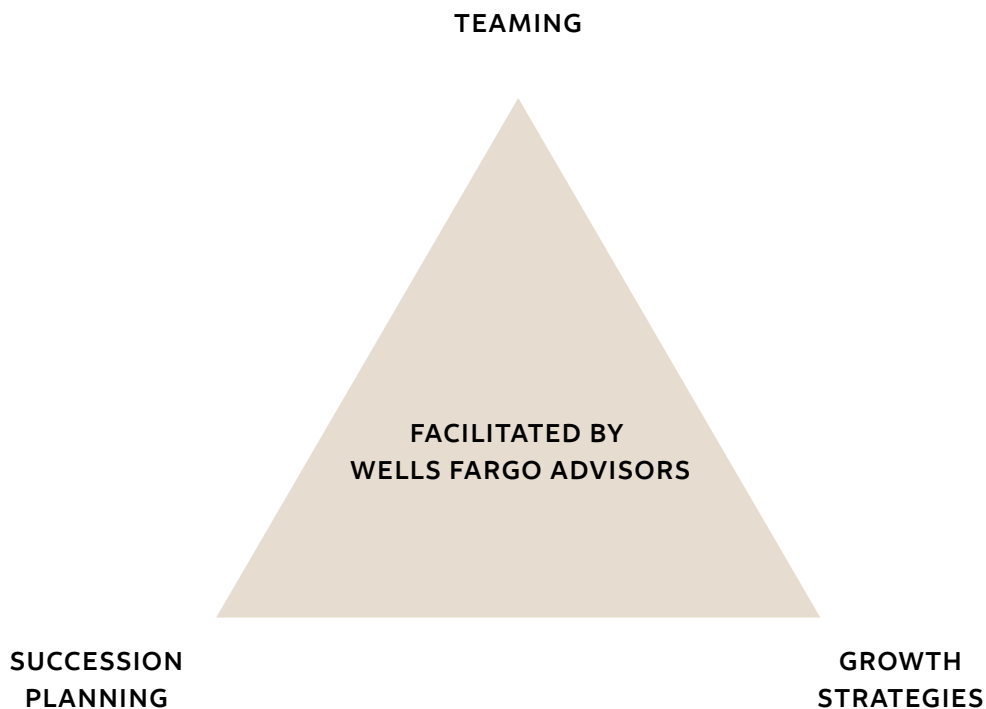 TEAMING
FACILITATED BY
WELLS FARGO ADVISORS
SUCCESSION
PLANNING
GROWTH
STRATEGIES